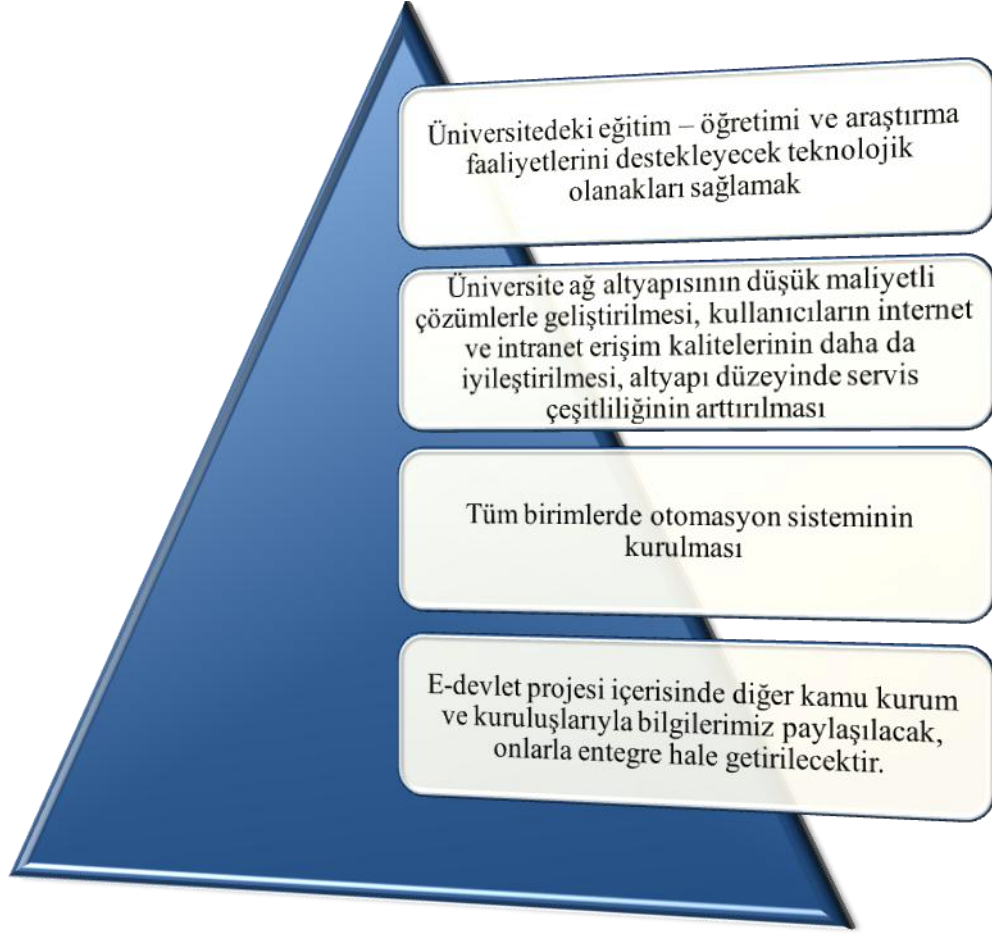 Üniversitedeki eğitim – öğretimi ve araştırma
faaliyetlerini destekleyecek teknolojik
olanakları sağlamak
Üniversite ağ altyapısının düşük maliyetli
çözümlerle geliştirilmesi, kullanıcıların internet
ve intranet erişim kalitelerinin daha da
iyileştirilmesi, altyapı düzeyinde servis
çeşitliliğinin arttırılması
Tüm birimlerde otomasyon sisteminin
kurulması
E-devlet projesi içerisinde diğer kamu kurum
ve kuruluşlarıyla bilgilerimiz paylaşılacak,
onlarla entegre hale getirilecektir.